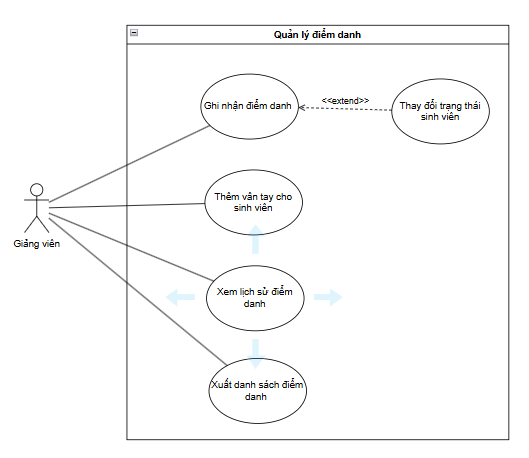 Quản lý điểm danh
Ghi nhận điểm danh
<<extend>>
Thay đổi trạng thái
sinh viên
Thêm vân tay cho
sinh viên
Giảng viên
Xem lịch sử điểm
danh
Xuất danh sách điểm
danh